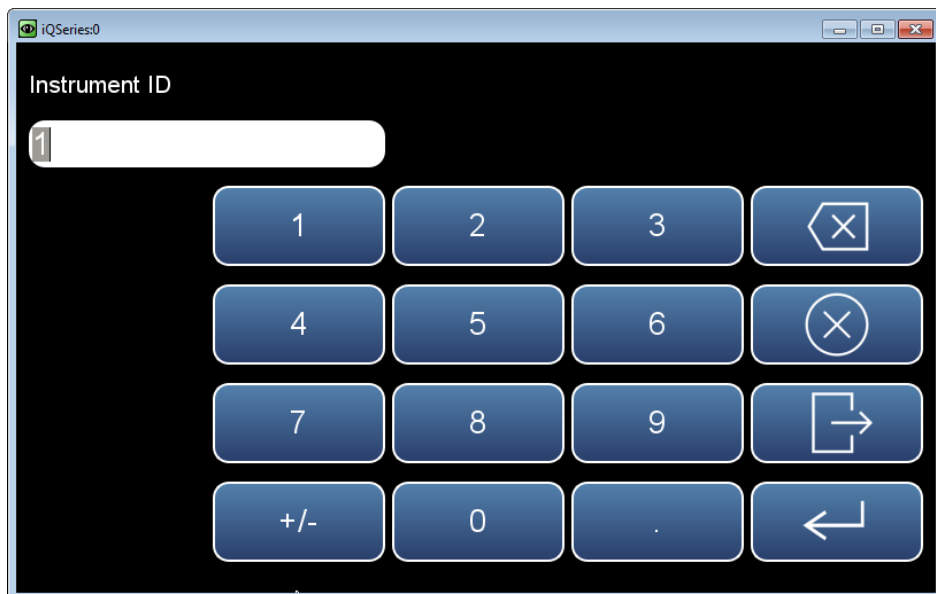 iQSeries:0
Instrument ID
1
1 2 3
4 5 6
7 8 9
+/- 0 .